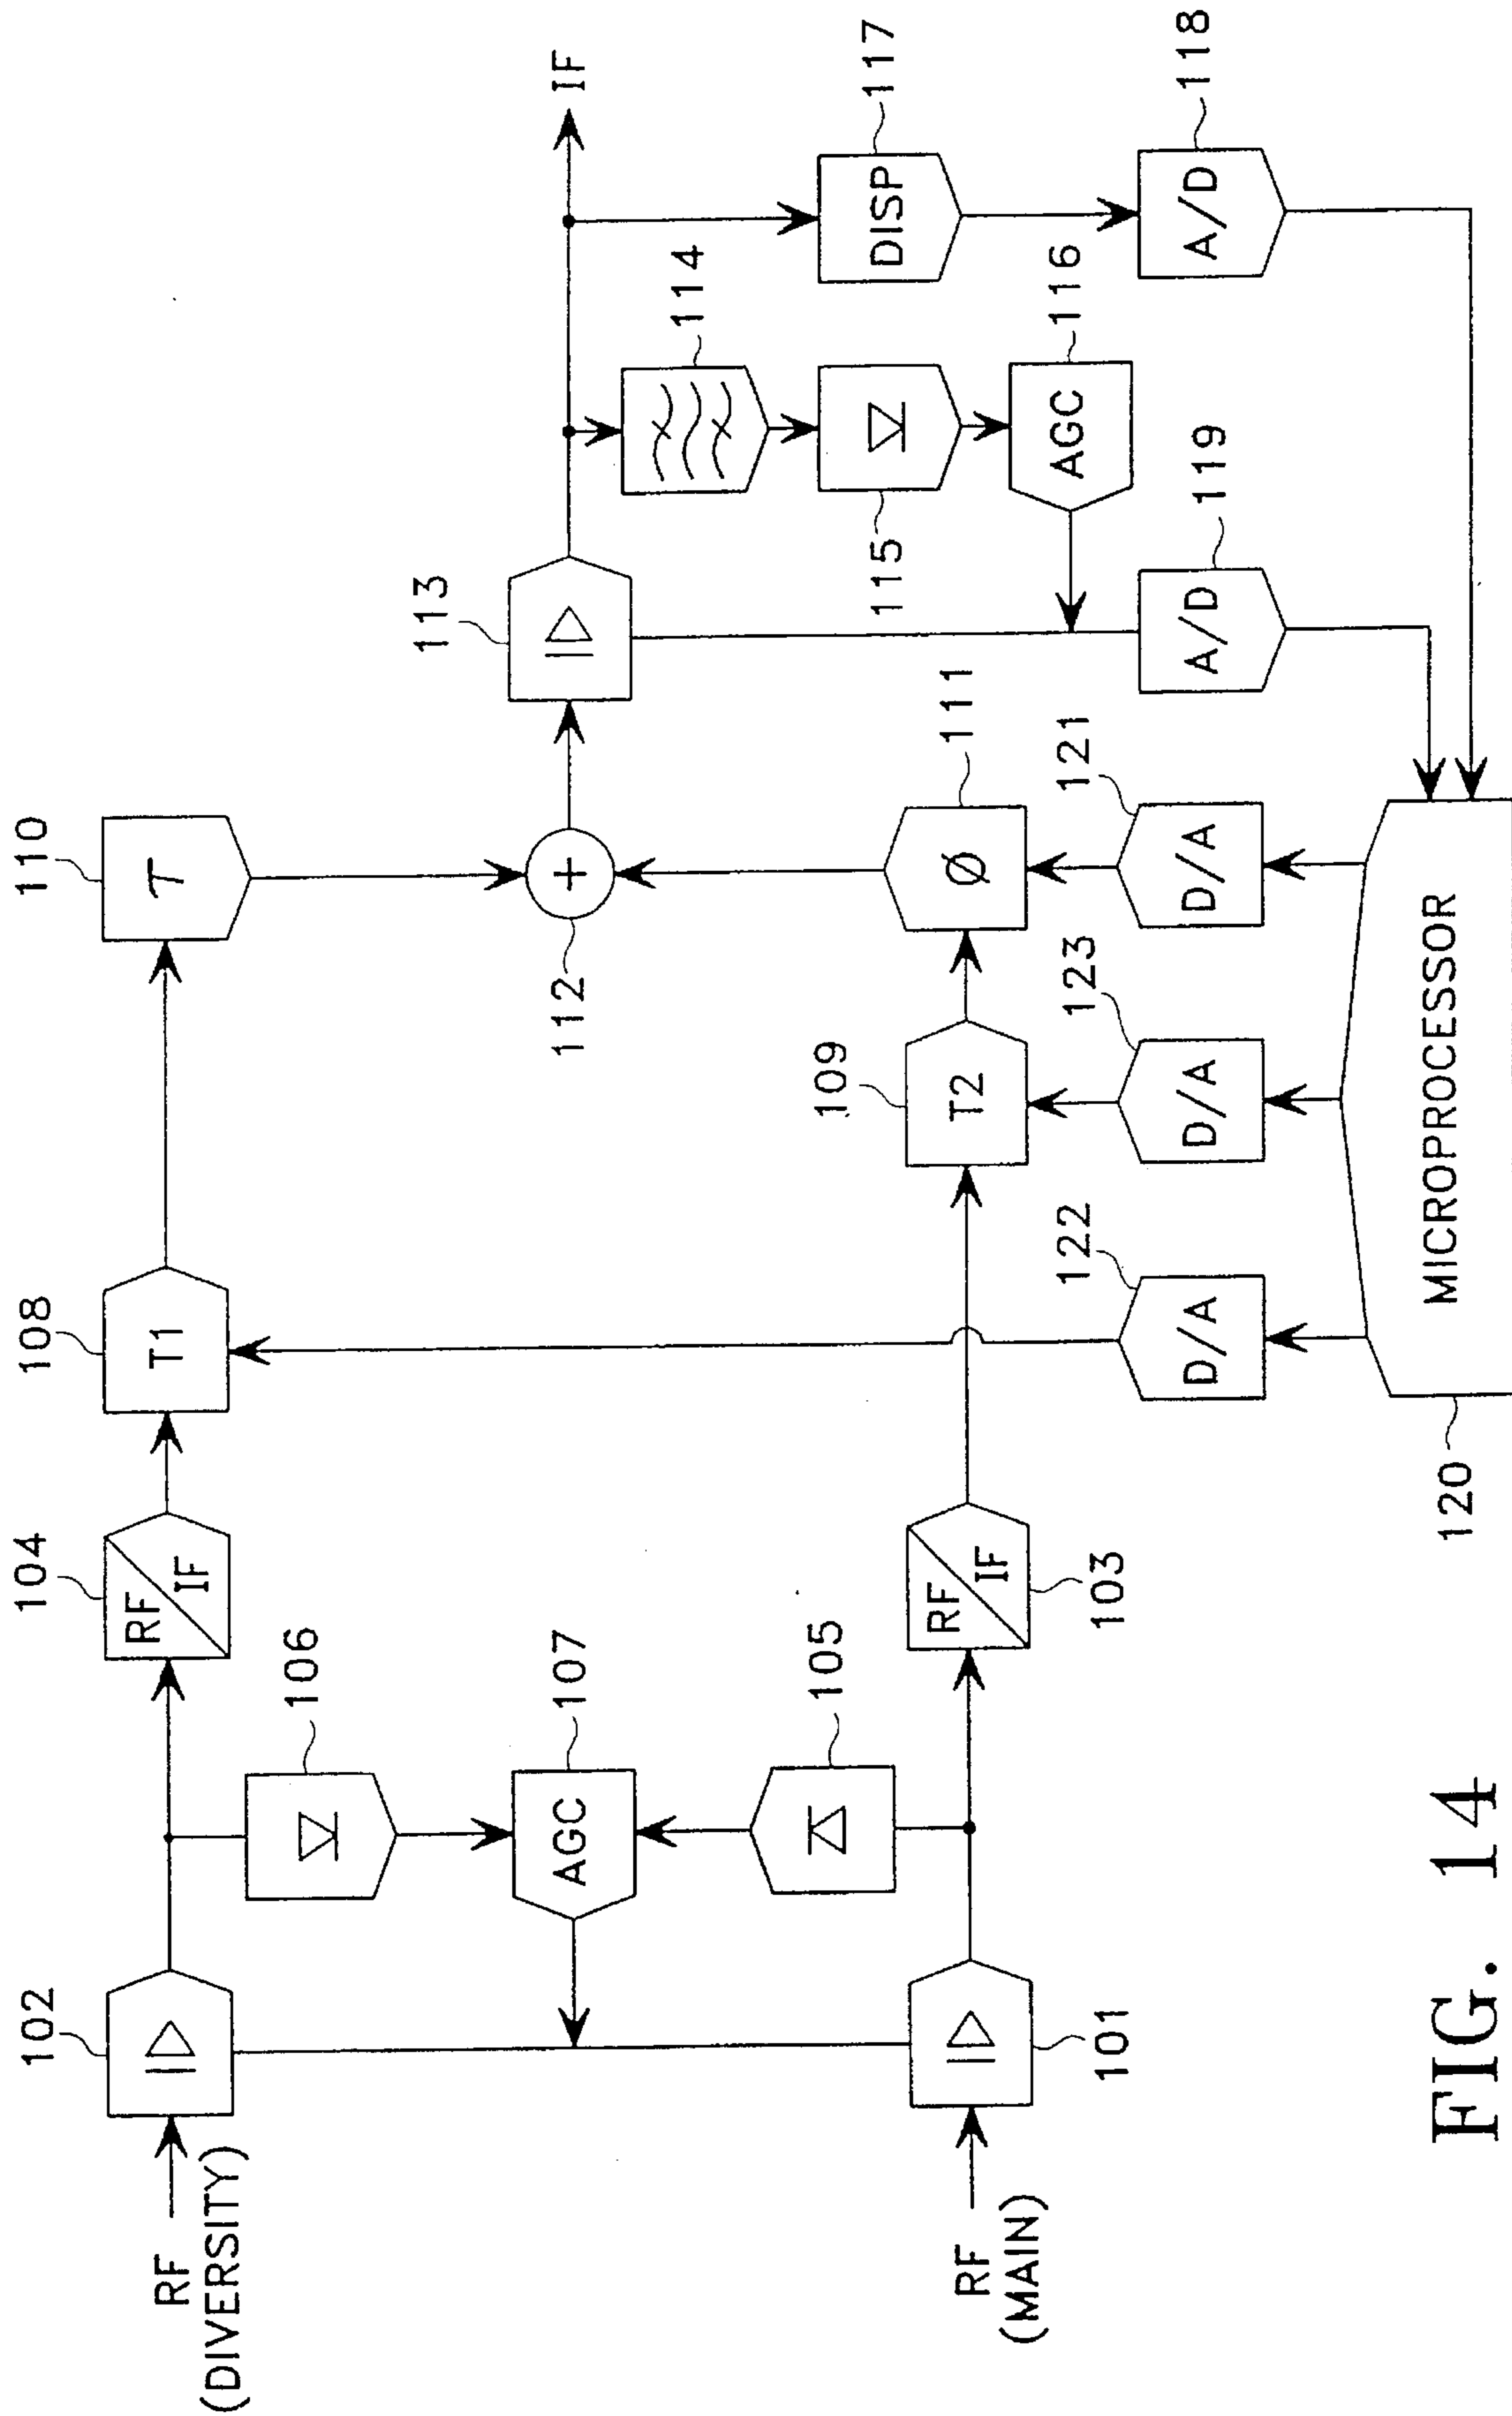 102
104
108
110
RF
(DIVERSITY)
RF
IF
T1
τ
106
107
AGC
105
112
+
113
IF
114
115
AGC
116
DISP
117
RF
(MAIN)
101
RF
IF
103
109
T2
Ø
111
122
D/A
123
D/A
121
D/A
A/D
119
A/D
118
120
MICROPROCESSOR
FIG. 14